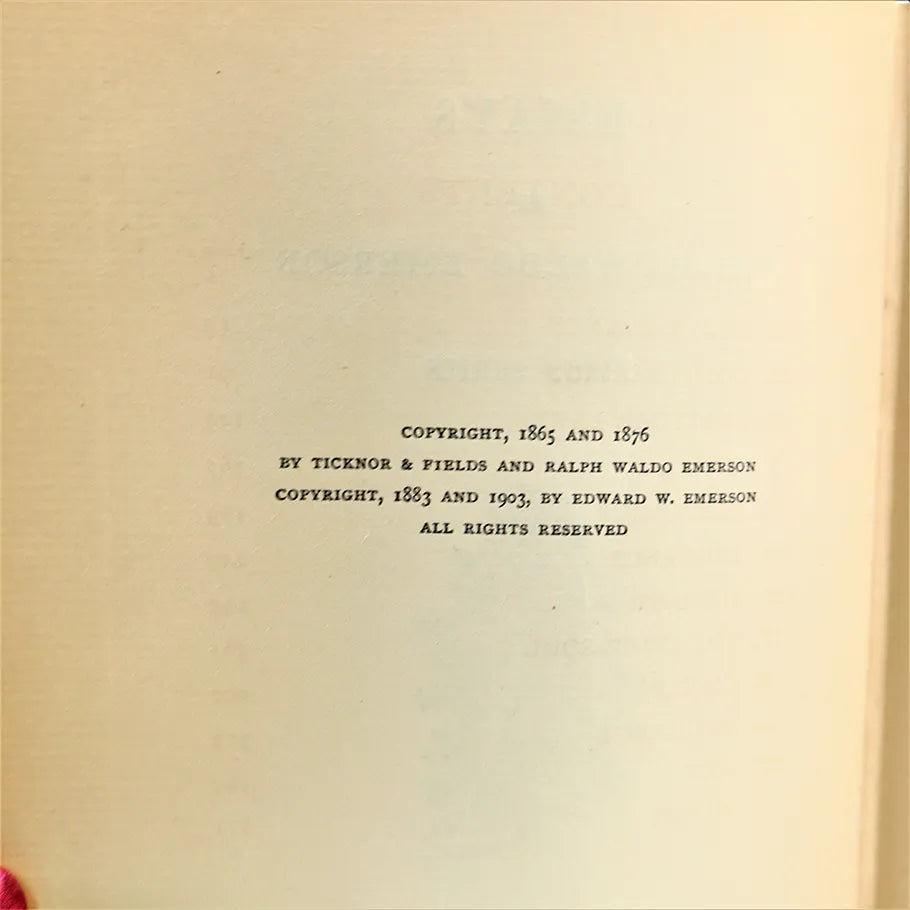 COPYRIGHT, 1865 AND 1876
BY TICKNOR & FIELDS AND RALPH WALDO EMERSON
COPYRIGHT, 1883 AND 1903, BY EDWARD W. EMERSON
ALL RIGHTS RESERVED